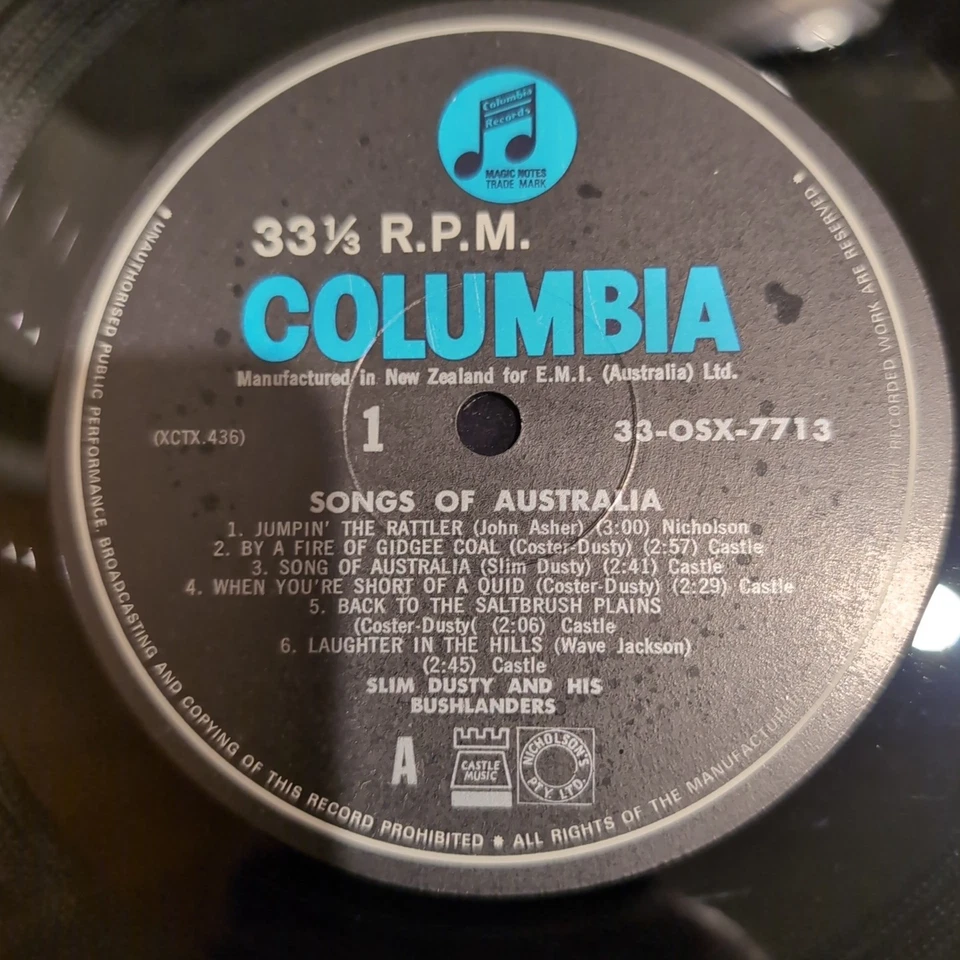 Columbia
Records
MAGIC NOTES
TRADE MARK
33⅓ R.P.M.
COLUMBIA
Manufactured in New Zealand for E.M.I. (Australia) Ltd.
(XCTX.436)
1
33-OSX-7713
SONGS OF AUSTRALIA
1. JUMPIN' THE RATTLER (John Asher) (3:00) Nicholson
2. BY A FIRE OF GIDGEE COAL (Coster-Dusty) (2:57) Castle
3. SONG OF AUSTRALIA (Slim Dusty) (2:41) Castle
4. WHEN YOU'RE SHORT OF A QUID (Coster-Dusty) (2:29) Castle
5. BACK TO THE SALTBRUSH PLAINS
(Coster-Dusty( (2:06) Castle
6. LAUGHTER IN THE HILLS (Wave Jackson)
(2:45) Castle
SLIM DUSTY AND HIS
BUSHLANDERS
A
CASTLE
MUSIC
NICHOLSON'S
PTY. LTD.
UNAUTHORISED PUBLIC PERFORMANCE, BROADCASTING AND COPYING OF THIS RECORD PROHIBITED * ALL RIGHTS OF THE MANUFACTURER RECORDED WORK ARE RESERVED